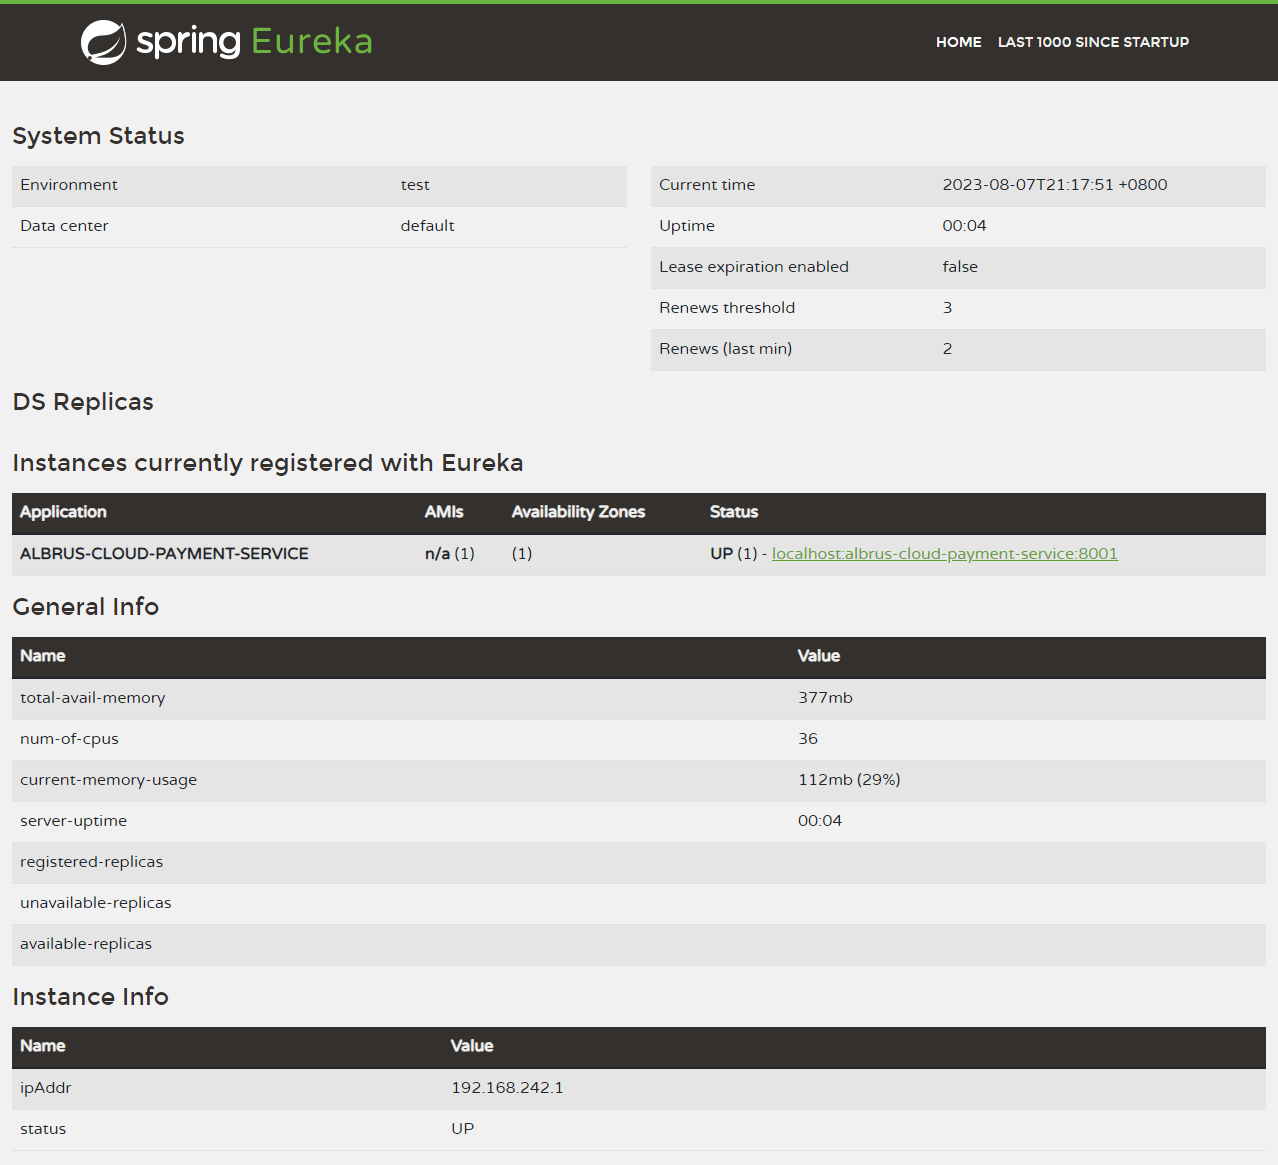 spring Eureka
HOME LAST 1000 SINCE STARTUP
System Status
Environment test
Data center default
Current time 2023-08-07T21:17:51 +0800
Uptime 00:04
Lease expiration enabled false
Renews threshold 3
Renews (last min) 2
DS Replicas
Instances currently registered with Eureka
Application AMIs Availability Zones Status
ALBRUS-CLOUD-PAYMENT-SERVICE n/a (1) (1) UP (1) - localhost:albrus-cloud-payment-service:8001
General Info
Name Value
total-avail-memory 377mb
num-of-cpus 36
current-memory-usage 112mb (29%)
server-uptime 00:04
registered-replicas
unavailable-replicas
available-replicas
Instance Info
Name Value
ipAddr 192.168.242.1
status UP